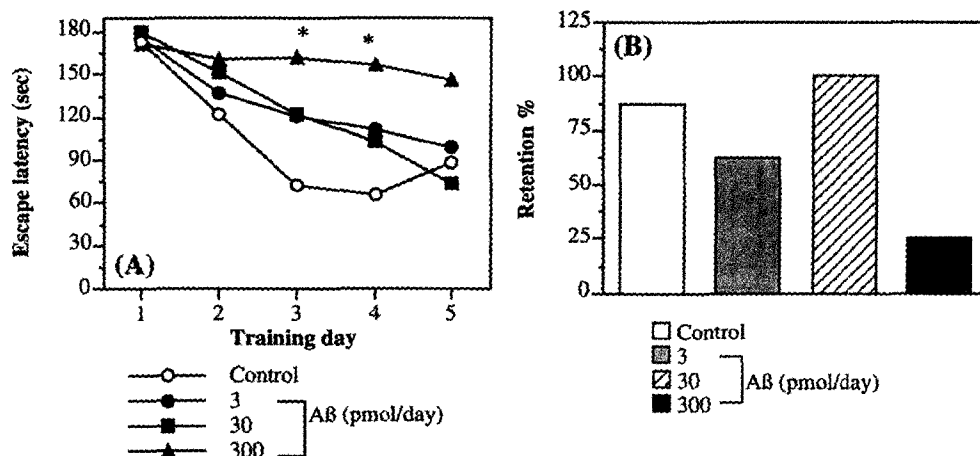 180
150
120
90
60
30
0
Escape latency (sec)
* *
(A)
1 2 3 4 5
Training day
Control
3
30
300
Aß (pmol/day)
125
100
75
50
25
0
Retention %
(B)
Control
3
30
300
Aß (pmol/day)